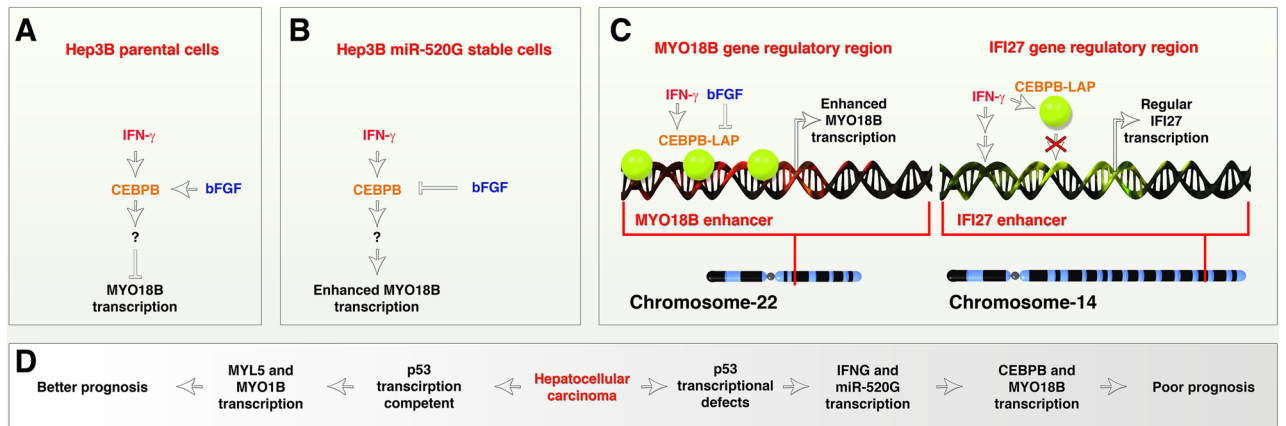 A
Hep3B parental cells
IFN-γ
CEBPB
bFGF
?
MYO18B
transcription
B
Hep3B miR-520G stable cells
IFN-γ
CEBPB
bFGF
?
Enhanced MYO18B
transcription
C
MYO18B gene regulatory region
IFN-γ
bFGF
CEBPB-LAP
Enhanced
MYO18B
transcription
MYO18B enhancer
Chromosome-22
IFI27 gene regulatory region
CEBPB-LAP
IFN-γ
Regular
IFI27
transcription
IFI27 enhancer
Chromosome-14
D
Better prognosis
MYL5 and
MYO1B
transcription
p53
transcirption
competent
Hepatocellular
carcinoma
p53
transcriptional
defects
IFNG and
miR-520G
transcription
CEBPB and
MYO18B
transcription
Poor prognosis